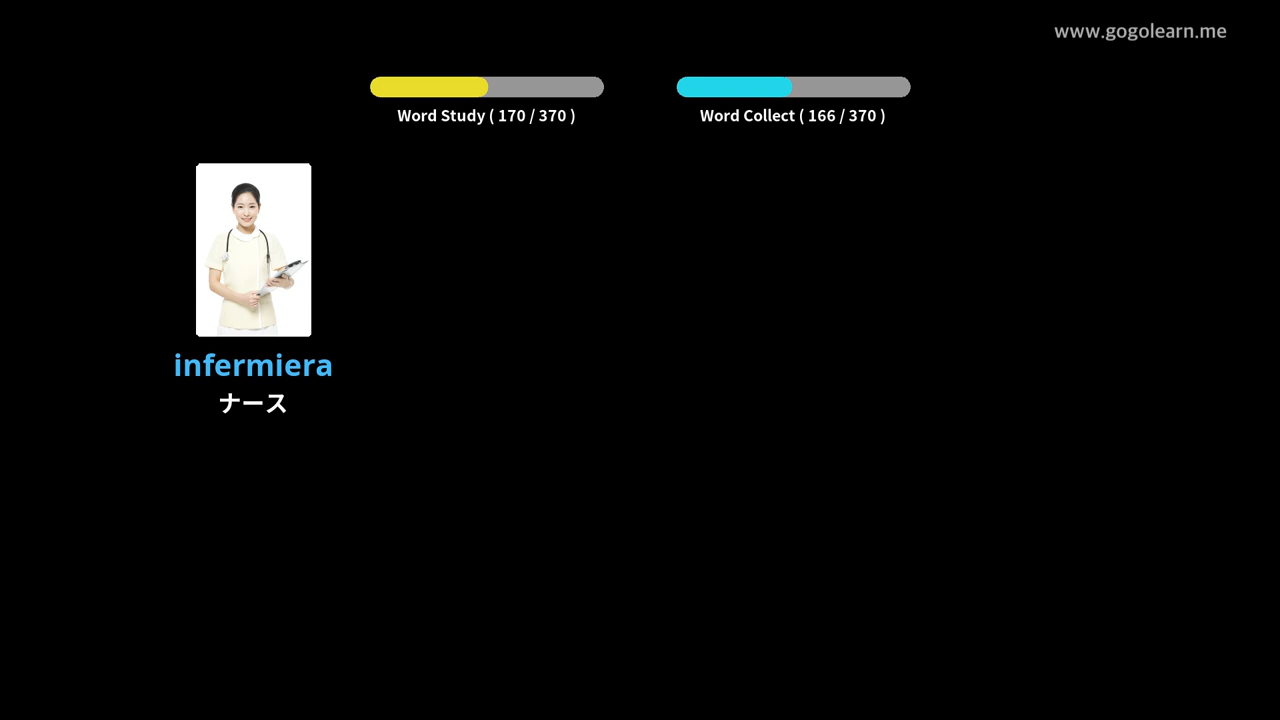 www.gogolearn.me
Word Study ( 170 / 370 )
Word Collect ( 166 / 370 )
infermiera
ナース